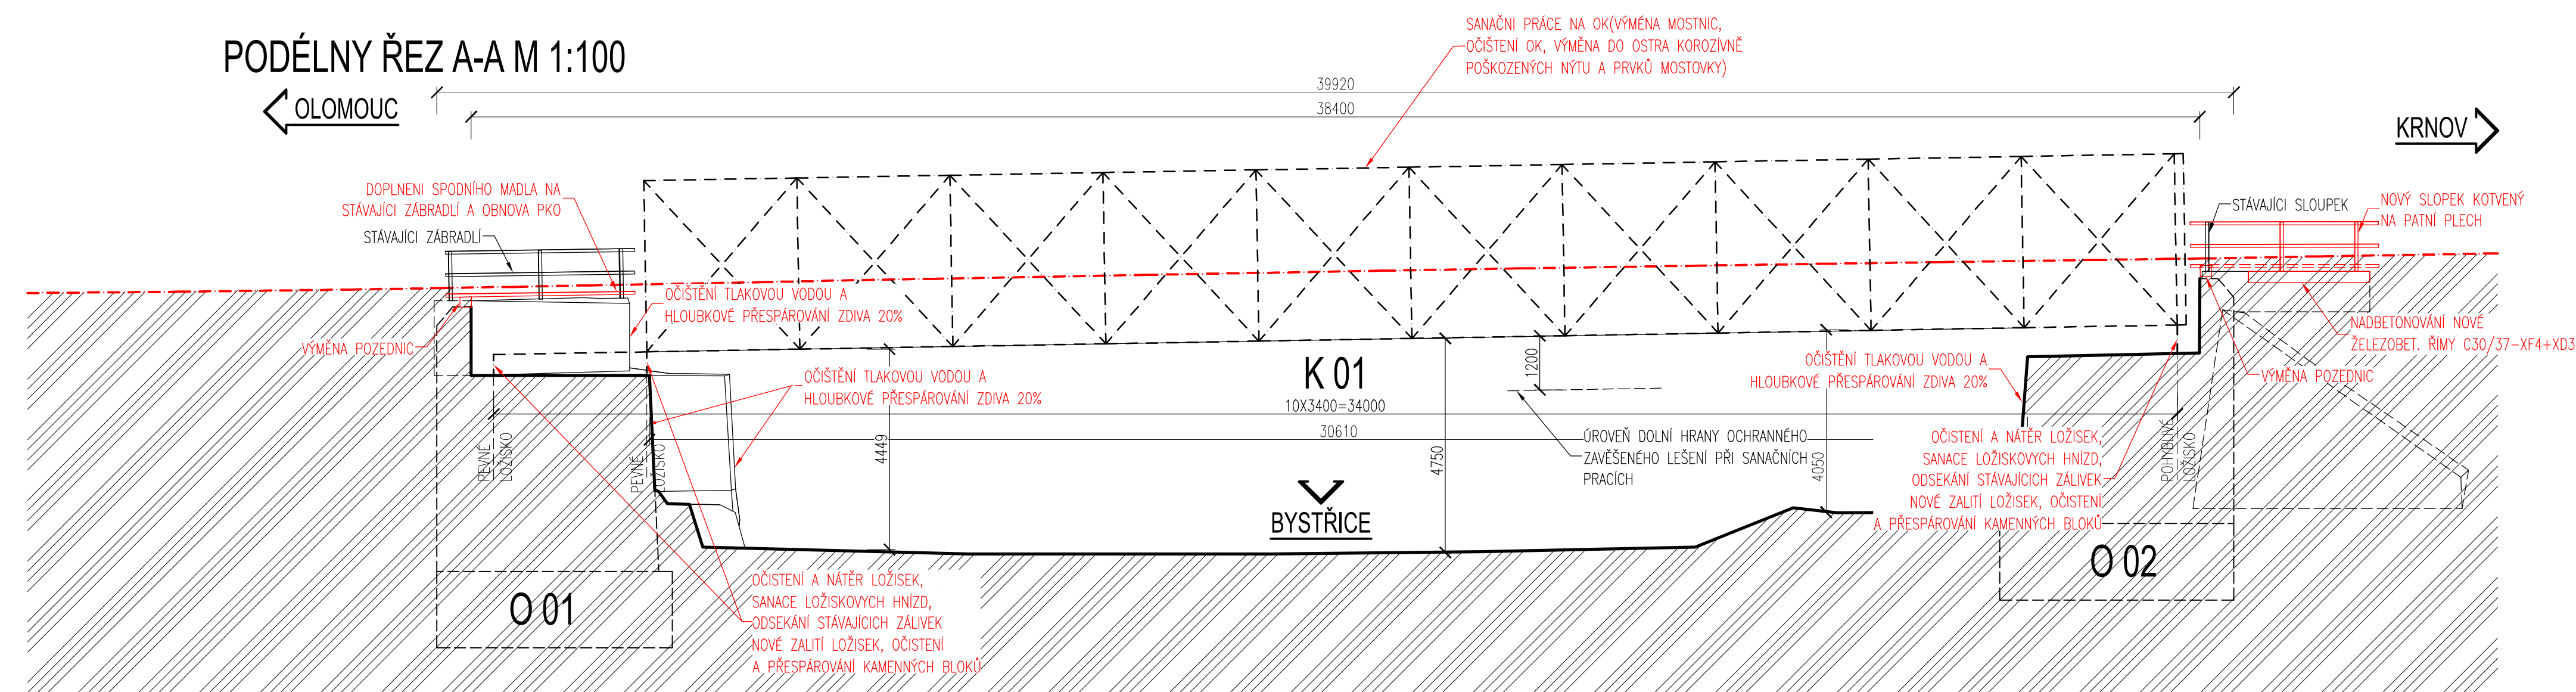 PODÉLNY ŘEZ A-A M 1:100
OLOMOUC
KRNOV
SANAČNI PRÁCE NA OK(VÝMÉNA MOSTNIC,
OČIŠTENÍ OK, VÝMĚNA DO OSTRA KOROZÍVNĚ
POŠKOZENÝCH NÝTU A PRVKŮ MOSTOVKY)
39920
38400
DOPLNENI SPODNÍHO MADLA NA
STÁVAJÍCI ZÁBRADLÍ A OBNOVA PKO
STÁVAJÍCI ZÁBRADLÍ
STÁVAJÍCI SLOUPEK
NOVÝ SLOPEK KOTVENÝ
NA PATNÍ PLECH
OČIŠTĚNÍ TLAKOVOU VODOU A
HLOUBKOVÉ PŘESPÁROVÁNÍ ZDIVA 20%
VÝMĚNA POZEDNIC
NADBETONOVÁNÍ NOVÉ
ŽELEZOBET. ŘÍMY C30/37-XF4+XD3
VÝMĚNA POZEDNIC
OČIŠTĚNÍ TLAKOVOU VODOU A
HLOUBKOVÉ PŘESPÁROVÁNÍ ZDIVA 20%
K 01
10X3400=34000
30610
1200
OČIŠTĚNÍ TLAKOVOU VODOU A
HLOUBKOVÉ PŘESPÁROVÁNÍ ZDIVA 20%
PEVNÉ
LOŽISKO
PEVNÉ
LOŽISKO
4449
4750
4050
ÚROVEŇ DOLNÍ HRANY OCHRANNÉHO
ZAVĚŠENÉHO LEŠENÍ PŘI SANAČNÍCH
PRACÍCH
OČISTENÍ A NÁTĚR LOŽISEK,
SANACE LOŽISKOVYCH HNÍZD,
ODSEKÁNÍ STÁVAJÍCICH ZÁLIVEK
NOVÉ ZALITÍ LOŽISEK, OČISTENÍ
A PŘESPÁROVÁNÍ KAMENNÝCH BLOKŮ
POHYBLIVÉ
LOŽISKO
BYSTŘICE
O 02
OČISTENÍ A NÁTĚR LOŽISEK,
SANACE LOŽISKOVYCH HNÍZD,
ODSEKÁNÍ STÁVAJÍCICH ZÁLIVEK
NOVÉ ZALITÍ LOŽISEK, OČISTENÍ
A PŘESPÁROVÁNÍ KAMENNÝCH BLOKŮ
O 01